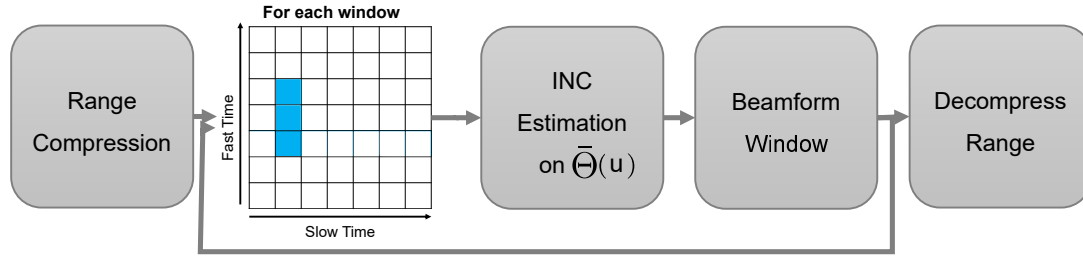 For each window
Range
Compression
Fast Time
Slow Time
INC
Estimation
on Θ̄(u)
Beamform
Window
Decompress
Range